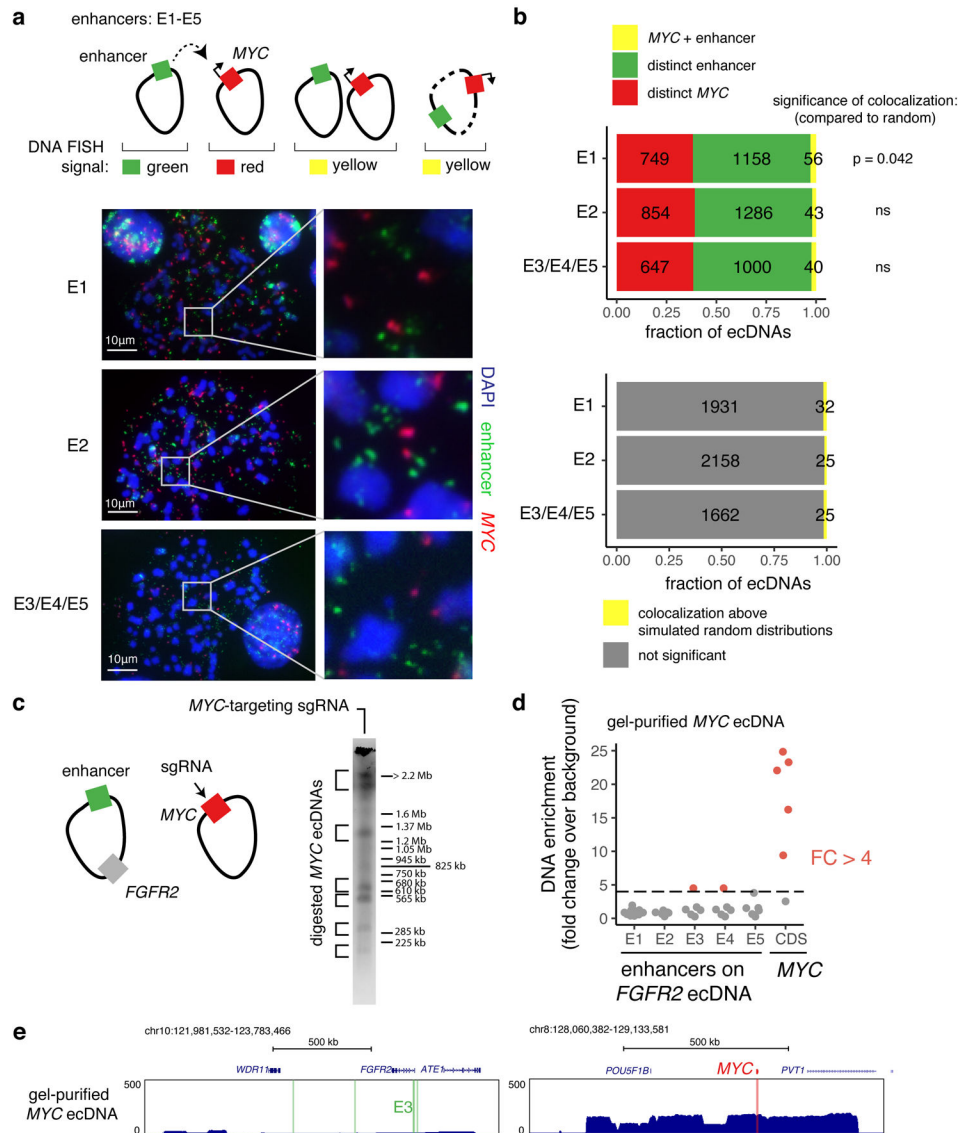 a
enhancers: E1-E5
enhancer
MYC
DNA FISH
signal:
green
red
yellow
yellow
E1
10μm
E2
10μm
E3/E4/E5
10μm
DAPI enhancer MYC
b
MYC + enhancer
distinct enhancer
distinct MYC
significance of colocalization:
(compared to random)
E1
749
1158
56
p = 0.042
E2
854
1286
43
ns
E3/E4/E5
647
1000
40
ns
0.00 0.25 0.50 0.75 1.00
fraction of ecDNAs
E1
1931
32
E2
2158
25
E3/E4/E5
1662
25
0.00 0.25 0.50 0.75 1.00
fraction of ecDNAs
colocalization above
simulated random distributions
not significant
c
MYC-targeting sgRNA
enhancer
sgRNA
MYC
FGFR2
digested MYC ecDNAs
> 2.2 Mb
1.6 Mb
1.37 Mb
1.2 Mb
1.05 Mb
945 kb
825 kb
750 kb
680 kb
610 kb
565 kb
285 kb
225 kb
d
gel-purified MYC ecDNA
DNA enrichment
(fold change over background)
25
20
15
10
5
0
FC > 4
E1 E2 E3 E4 E5 CDS
enhancers on
FGFR2 ecDNA
MYC
e
chr10:121,981,532-123,783,466
500 kb
WDR11
FGFR2
ATE1
gel-purified
MYC ecDNA
500
0
E3
chr8:128,060,382-129,133,581
500 kb
POU5F1B
MYC
PVT1
500
0